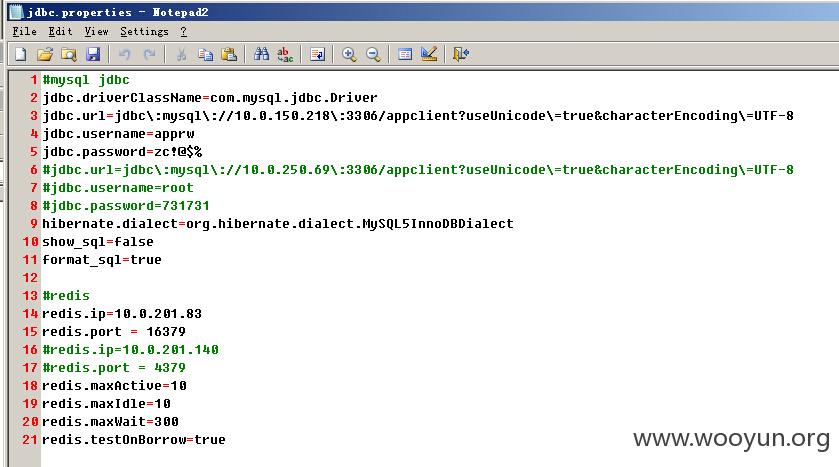 jdbc.properties - Notepad2
File Edit View Settings ?
1 #mysql jdbc
2 jdbc.driverClassName=com.mysql.jdbc.Driver
3 jdbc.url=jdbc\:mysql\://10.0.150.218\:3306/appclient?useUnicode\=true&characterEncoding\=UTF-8
4 jdbc.username=apprw
5 jdbc.password=zc!@$%
6 #jdbc.url=jdbc\:mysql\://10.0.250.69\:3306/appclient?useUnicode\=true&characterEncoding\=UTF-8
7 #jdbc.username=root
8 #jdbc.password=731731
9 hibernate.dialect=org.hibernate.dialect.MySQL5InnoDBDialect
10 show_sql=false
11 format_sql=true
12
13 #redis
14 redis.ip=10.0.201.83
15 redis.port = 16379
16 #redis.ip=10.0.201.140
17 #redis.port = 4379
18 redis.maxActive=10
19 redis.maxIdle=10
20 redis.maxWait=300
21 redis.testOnBorrow=true
www.wooyun.org